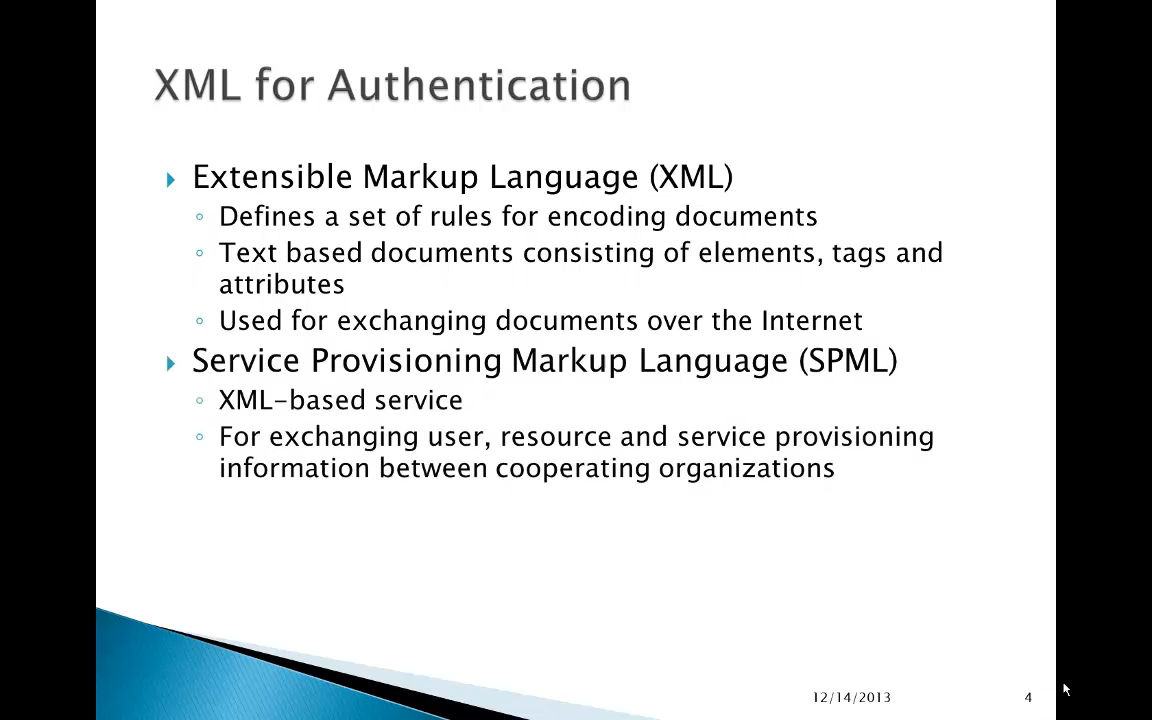 XML for Authentication
Extensible Markup Language (XML)
Defines a set of rules for encoding documents
Text based documents consisting of elements, tags and
attributes
Used for exchanging documents over the Internet
Service Provisioning Markup Language (SPML)
XML-based service
For exchanging user, resource and service provisioning
information between cooperating organizations
12/14/2013
4